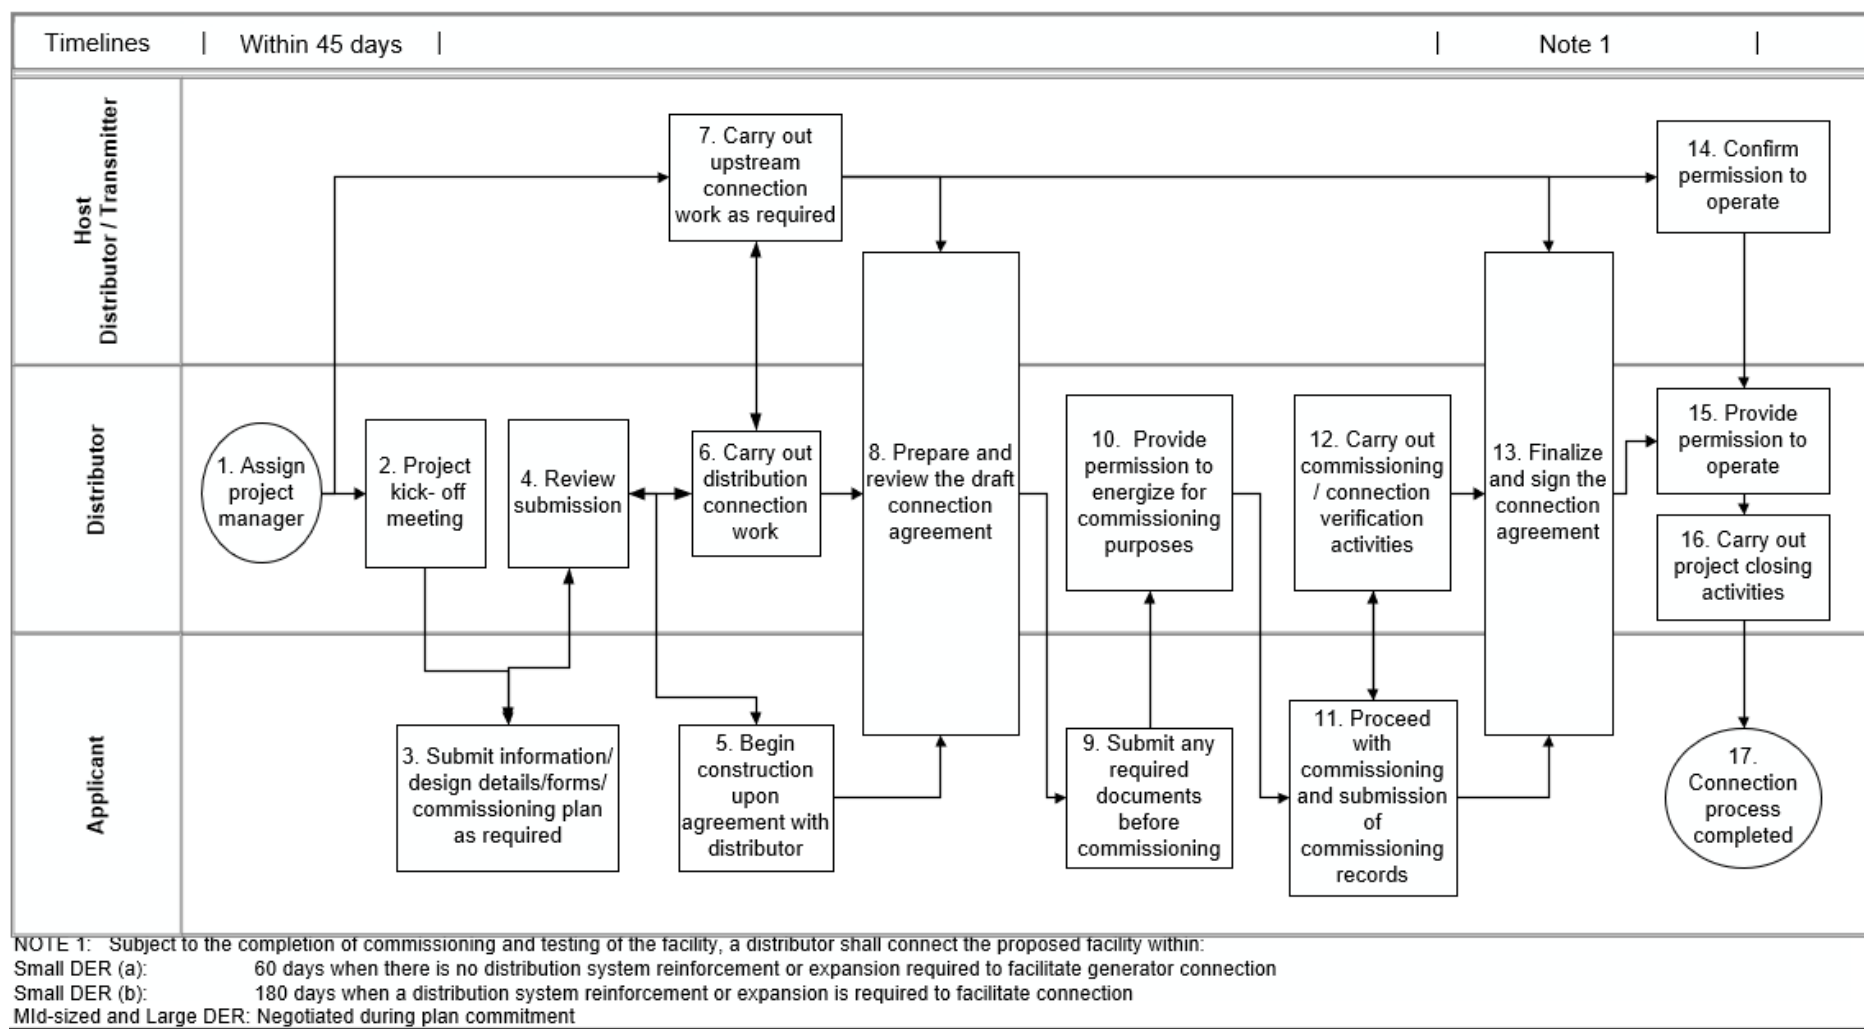 Timelines | Within 45 days | | Note 1 |
Host
Distributor / Transmitter
7. Carry out
upstream
connection
work as required
14. Confirm
permission to
operate
Distributor
1. Assign
project
manager
2. Project
kick- off
meeting
4. Review
submission
6. Carry out
distribution
connection
work
8. Prepare and
review the draft
connection
agreement
10. Provide
permission to
energize for
commissioning
purposes
12. Carry out
commissioning
/ connection
verification
activities
13. Finalize
and sign the
connection
agreement
15. Provide
permission to
operate
16. Carry out
project closing
activities
Applicant
3. Submit information/
design details/forms/
commissioning plan
as required
5. Begin
construction
upon
agreement with
distributor
9. Submit any
required
documents
before
commissioning
11. Proceed
with
commissioning
and submission
of
commissioning
records
17.
Connection
process
completed
NOTE 1: Subject to the completion of commissioning and testing of the facility, a distributor shall connect the proposed facility within:
Small DER (a): 60 days when there is no distribution system reinforcement or expansion required to facilitate generator connection
Small DER (b): 180 days when a distribution system reinforcement or expansion is required to facilitate connection
MId-sized and Large DER: Negotiated during plan commitment